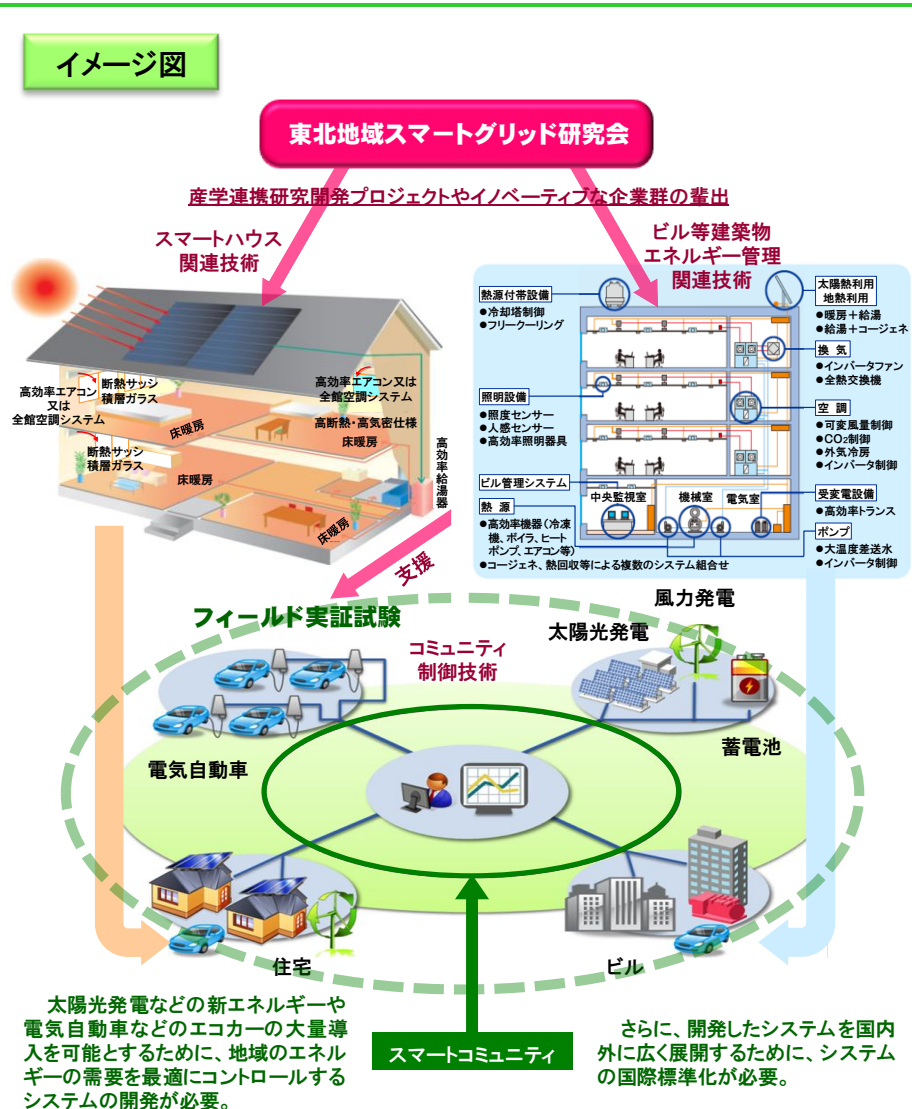 イメージ図
東北地域スマートグリッド研究会
産学連携研究開発プロジェクトやイノベーティブな企業群の輩出
スマートハウス
関連技術
ビル等建築物
エネルギー管理
関連技術
高効率エアコン
又は
全館空調システム
断熱サッシ
積層ガラス
高効率エアコン又は
全館空調システム
高断熱・高気密仕様
床暖房
床暖房
断熱サッシ
積層ガラス
床暖房
床暖房
高効率給湯器
熱源付帯設備
●冷却塔制御
●フリークーリング
太陽熱利用
地熱利用
●暖房＋給湯
●給湯＋コージェネ
換 気
●インバータファン
●全熱交換機
照明設備
●照度センサー
●人感センサー
●高効率照明器具
空 調
●可変風量制御
●CO₂制御
●外気冷房
●インバータ制御
ビル管理システム
中央監視室
機械室
電気室
受変電設備
●高効率トランス
熱 源
●高効率機器（冷凍
機、ボイラ、ヒート
ポンプ、エアコン等）
●コージェネ、熱回収等による複数のシステム組合せ
ポンプ
●大温度差送水
●インバータ制御
支援
フィールド実証試験
コミュニティ
制御技術
風力発電
太陽光発電
蓄電池
電気自動車
住宅
ビル
太陽光発電などの新エネルギーや
電気自動車などのエコカーの大量導
入を可能とするために、地域のエネル
ギーの需要を最適にコントロールする
システムの開発が必要。
スマートコミュニティ
さらに、開発したシステムを国内
外に広く展開するために、システム
の国際標準化が必要。